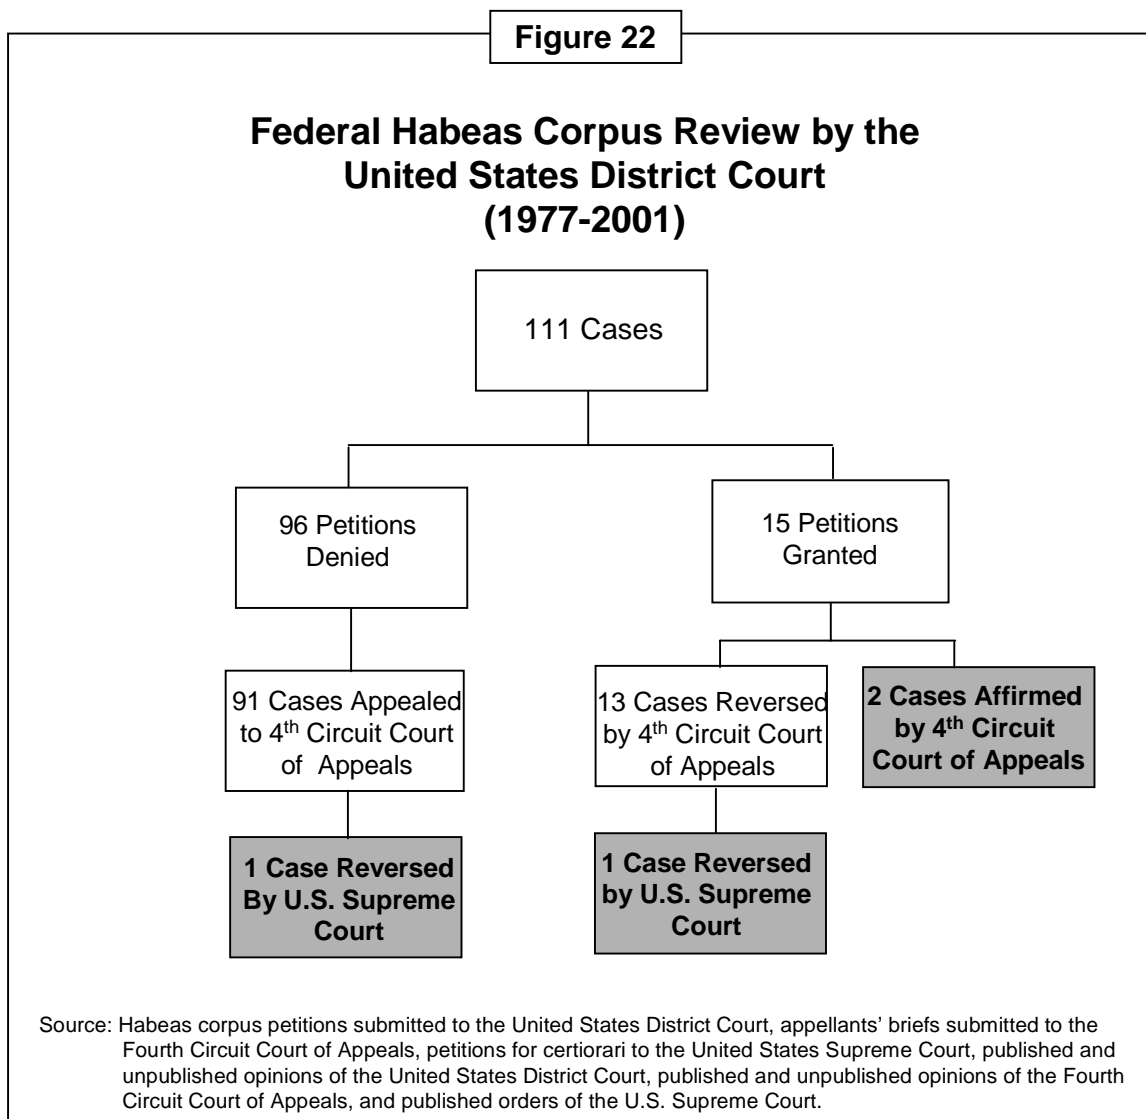 Figure 22
Federal Habeas Corpus Review by the
United States District Court
(1977-2001)
111 Cases
96 Petitions
Denied
15 Petitions
Granted
91 Cases Appealed
to 4th Circuit Court
of Appeals
13 Cases Reversed
by 4th Circuit Court
of Appeals
2 Cases Affirmed
by 4th Circuit
Court of Appeals
1 Case Reversed
By U.S. Supreme
Court
1 Case Reversed
by U.S. Supreme
Court
Source: Habeas corpus petitions submitted to the United States District Court, appellants’ briefs submitted to the
Fourth Circuit Court of Appeals, petitions for certiorari to the United States Supreme Court, published and
unpublished opinions of the United States District Court, published and unpublished opinions of the Fourth
Circuit Court of Appeals, and published orders of the U.S. Supreme Court.